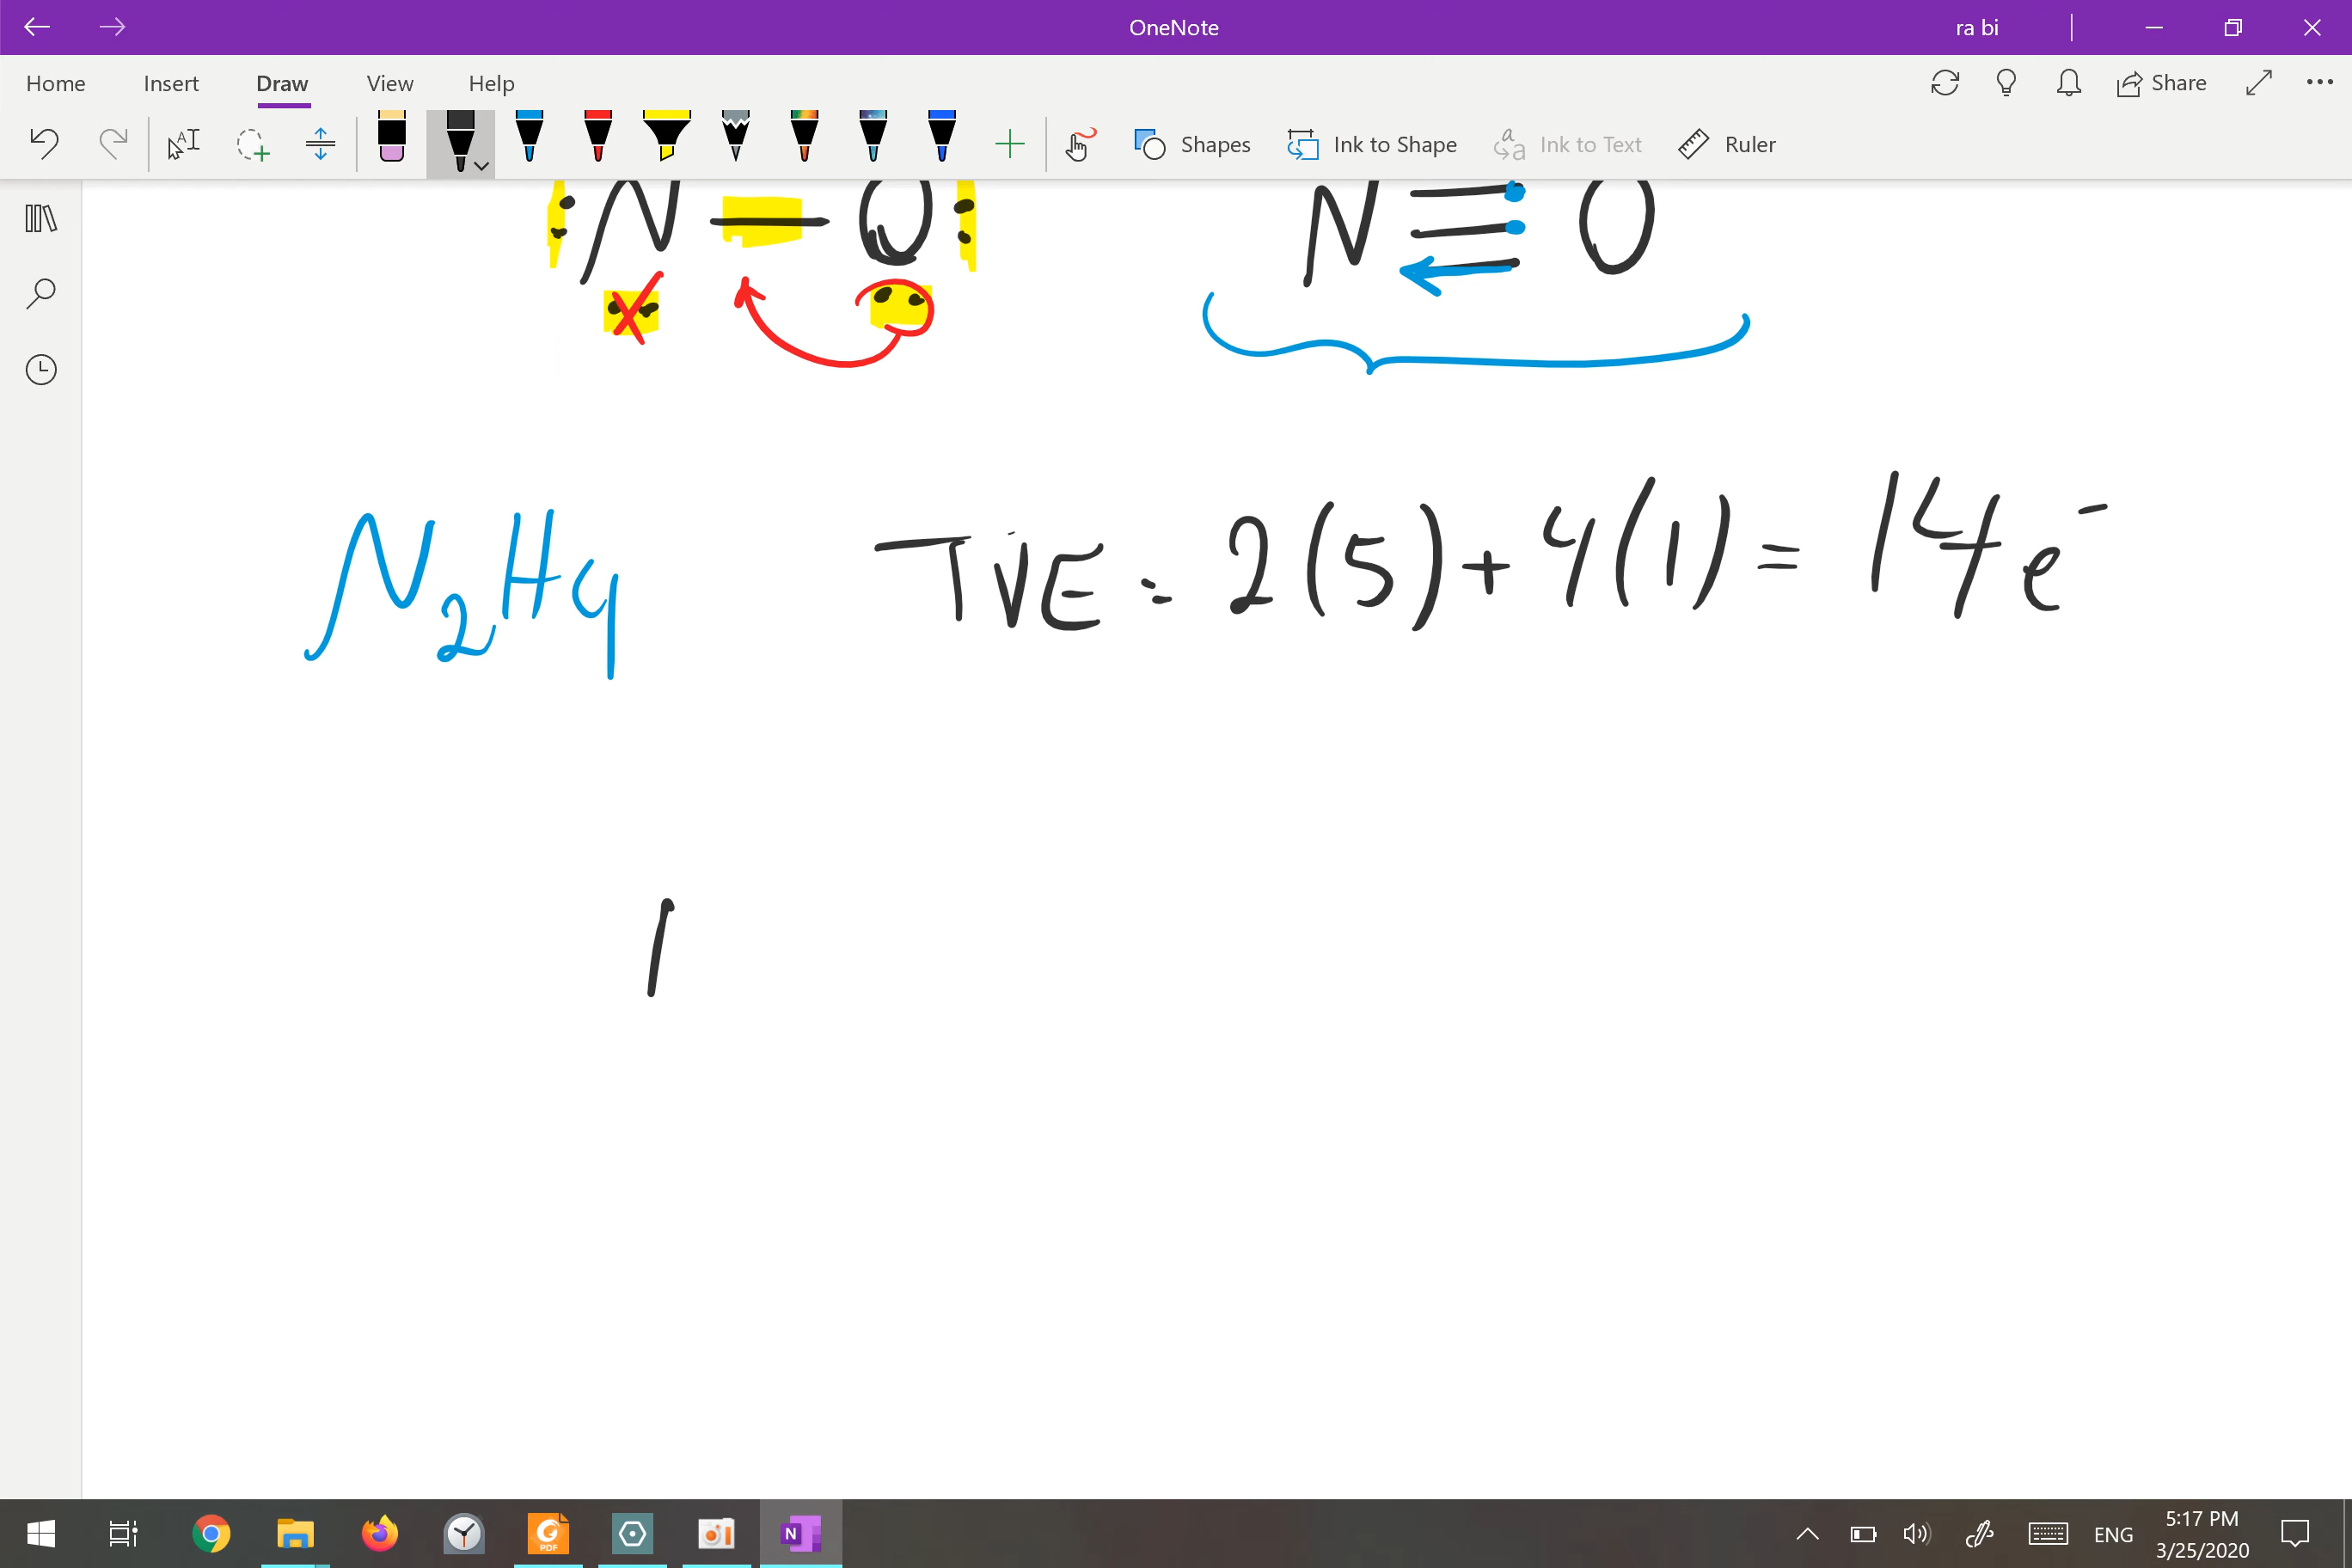 OneNote
ra bi
Home Insert Draw View Help
Share
Shapes Ink to Shape Ink to Text Ruler
:N — O: N ≡ O
N₂H₄ TVE = 2(5)+4(1) = 14e⁻
ENG
5:17 PM
3/25/2020